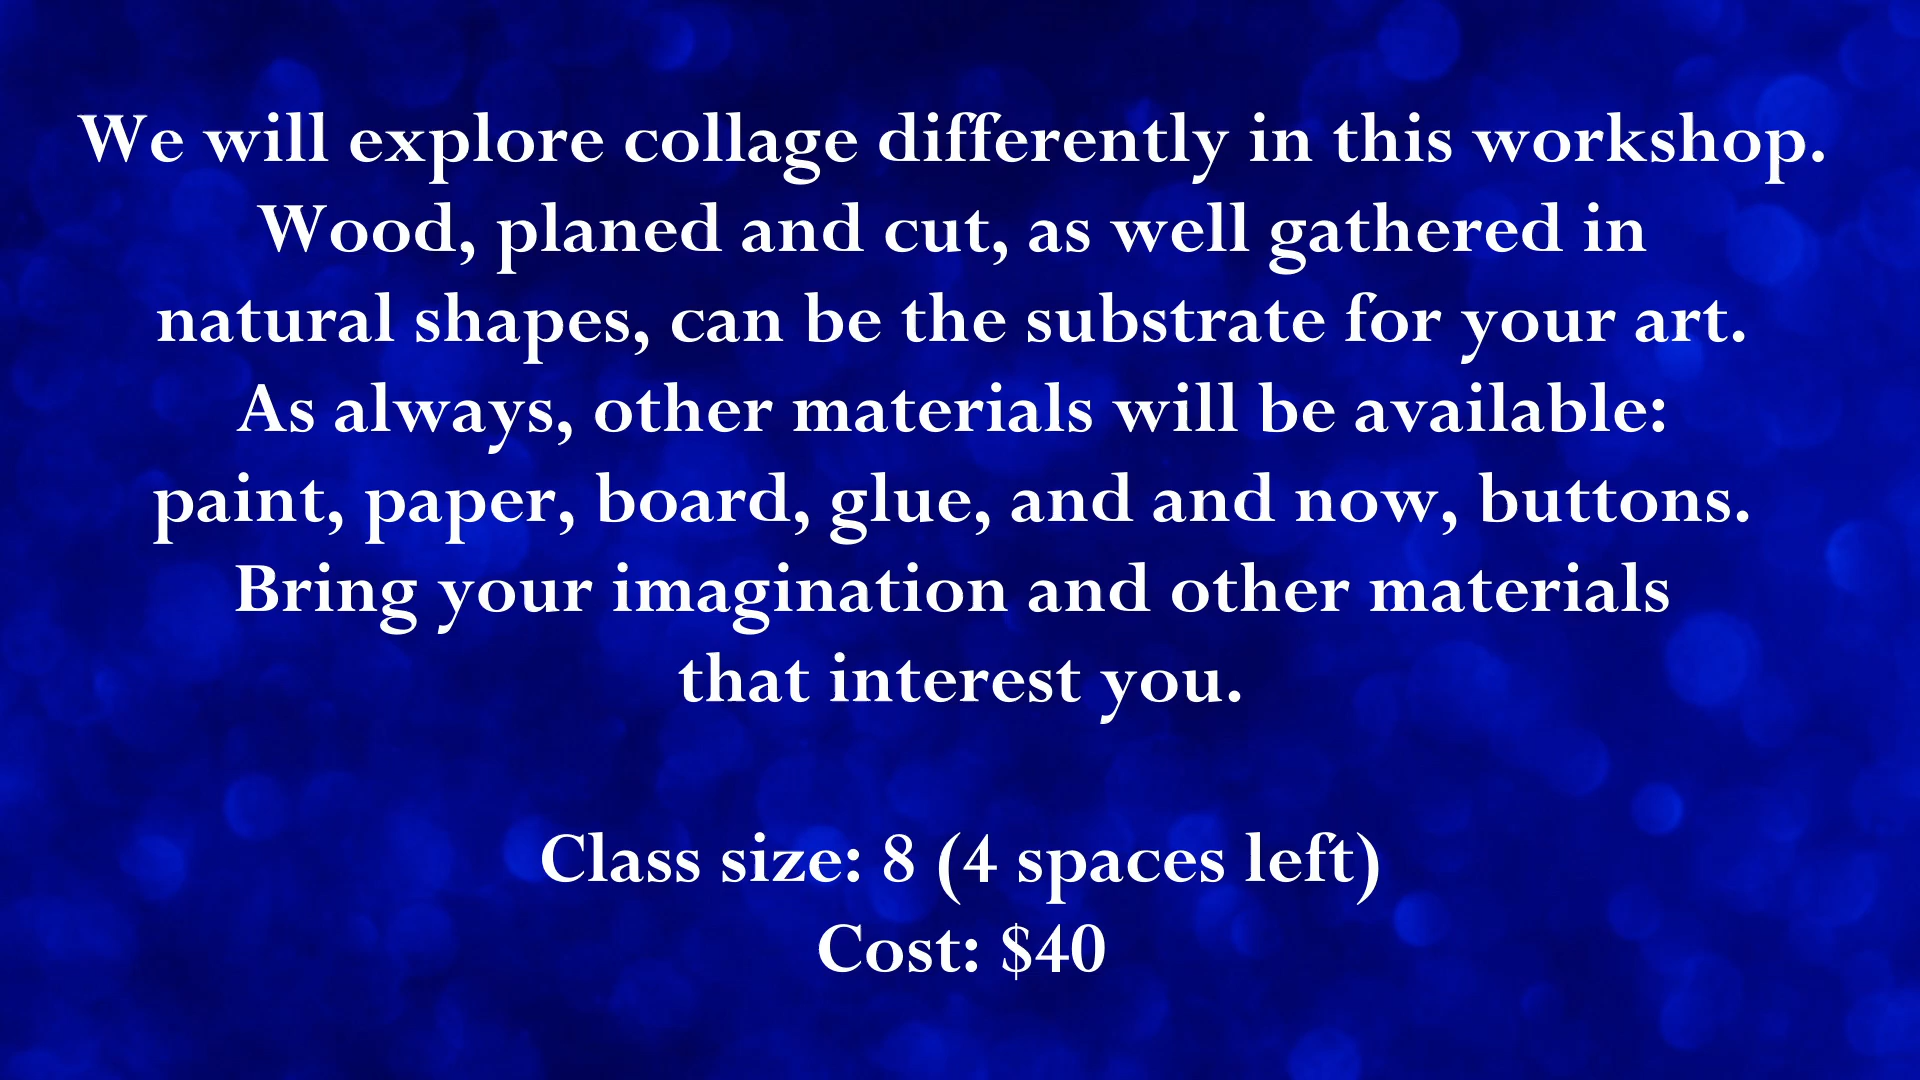 We will explore collage differently in this workshop.
Wood, planed and cut, as well gathered in
natural shapes, can be the substrate for your art.
As always, other materials will be available:
paint, paper, board, glue, and and now, buttons.
Bring your imagination and other materials
that interest you.
Class size: 8 (4 spaces left)
Cost: $40